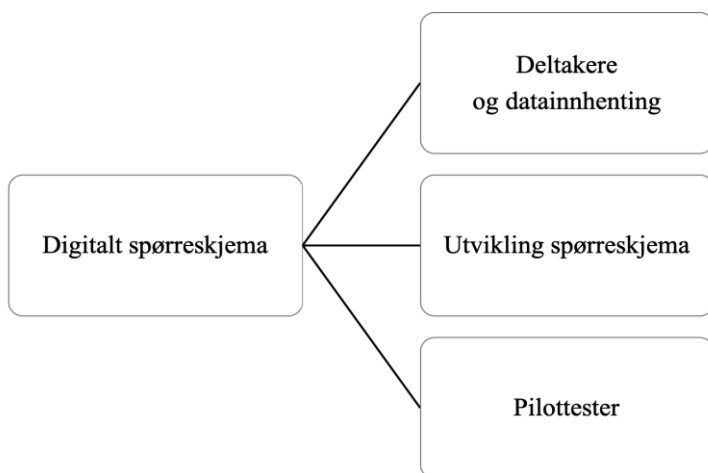 Deltakere
og datainnhenting
Digitalt spørreskjema
Utvikling spørreskjema
Pilottester